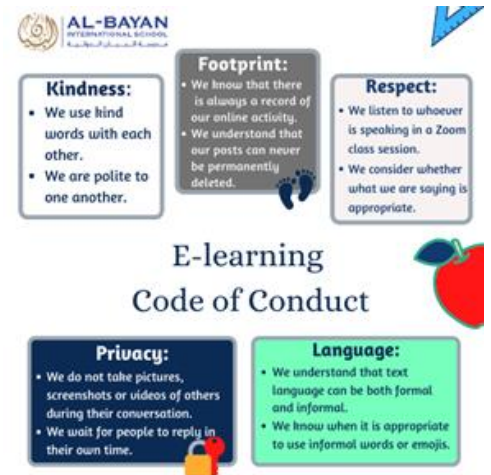 AL-BAYAN
INTERNATIONAL SCHOOL
Kindness:
• We use kind
words with each
other.
• We are polite to
one another.
Footprint:
• We know that there
is always a record of
our online activity.
• We understand that
our posts can never
be permanently
deleted.
Respect:
• We listen to whoever
is speaking in a Zoom
class session.
• We consider whether
what we are saying is
appropriate.
E-learning
Code of Conduct
Privacy:
• We do not take pictures,
screenshots or videos of others
during their conversation.
• We wait for people to reply in
their own time.
Language:
• We understand that text
language can be both formal
and informal.
• We know when it is appropriate
to use informal words or emojis.